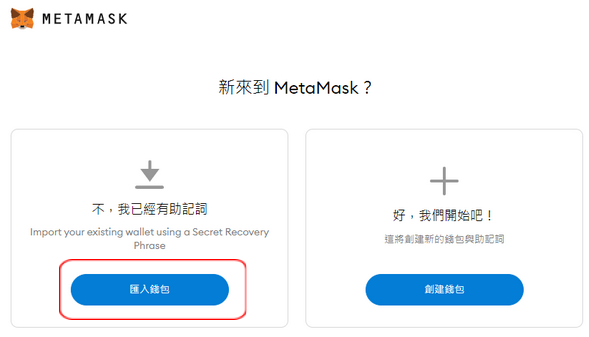 METAMASK
新來到 MetaMask？
不，我已經有助記詞
Import your existing wallet using a Secret Recovery
Phrase
匯入錢包
好，我們開始吧！
這將創建新的錢包與助記詞
創建錢包